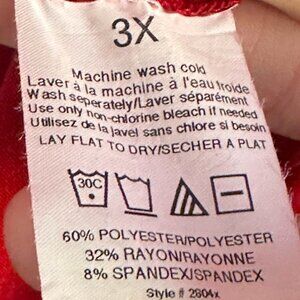 3X
Machine wash cold
Laver à la machine à l'eau froide
Wash seperately/Laver séparément
Use only non-chlorine bleach if needed
Utilisez de la javel sans chlore si besoin
LAY FLAT TO DRY/SECHER A PLAT
30C
60% POLYESTER/POLYESTER
32% RAYON/RAYONNE
8% SPANDEX/SPANDEX
Style # 2804x